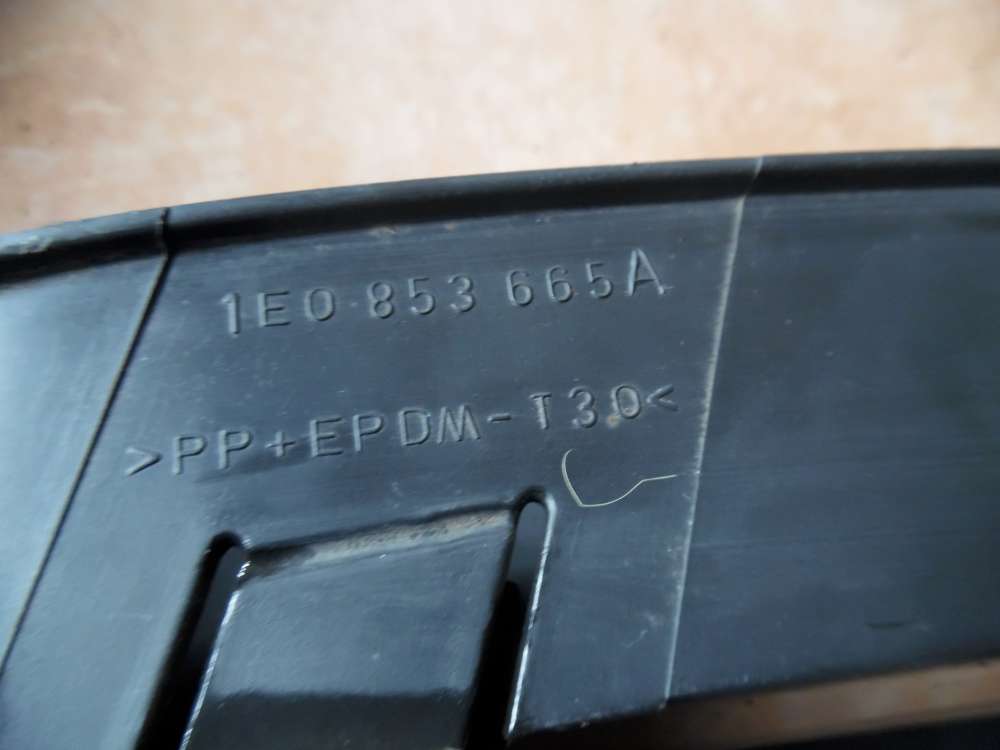 1E0 853 665A
>PP+EPDM-T30<